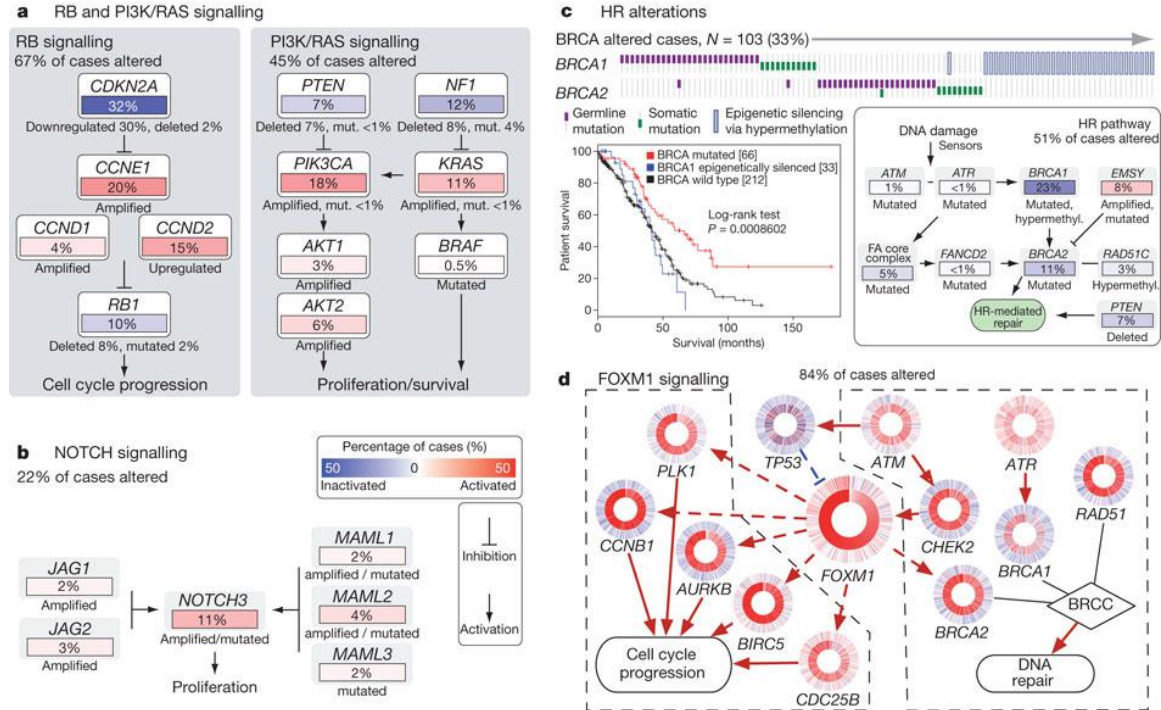 a RB and PI3K/RAS signalling
RB signalling
67% of cases altered
CDKN2A
32%
Downregulated 30%, deleted 2%
CCNE1
20%
Amplified
CCND1
4%
Amplified
CCND2
15%
Upregulated
RB1
10%
Deleted 8%, mutated 2%
Cell cycle progression
PI3K/RAS signalling
45% of cases altered
PTEN
7%
Deleted 7%, mut. <1%
NF1
12%
Deleted 8%, mut. 4%
PIK3CA
18%
Amplified, mut. <1%
KRAS
11%
Amplified, mut. <1%
AKT1
3%
Amplified
BRAF
0.5%
Mutated
AKT2
6%
Amplified
Proliferation/survival
b NOTCH signalling
22% of cases altered
Percentage of cases (%)
50 0 50
Inactivated Activated
Inhibition
Activation
JAG1
2%
Amplified
JAG2
3%
Amplified
NOTCH3
11%
Amplified/mutated
Proliferation
MAML1
2%
amplified / mutated
MAML2
4%
amplified / mutated
MAML3
2%
mutated
c HR alterations
BRCA altered cases, N = 103 (33%)
BRCA1
BRCA2
Germline mutation
Somatic mutation
Epigenetic silencing via hypermethylation
Patient survival
100
80
60
40
20
0
BRCA mutated [66]
BRCA1 epigenetically silenced [33]
BRCA wild type [212]
Log-rank test
P = 0.0008602
0 50 100 150
Survival (months)
HR pathway
51% of cases altered
DNA damage
Sensors
ATM
1%
Mutated
ATR
<1%
Mutated
BRCA1
23%
Mutated,
hypermethyl.
EMSY
8%
Amplified,
mutated
FA core
complex
5%
Mutated
FANCD2
<1%
Mutated
BRCA2
11%
Mutated
RAD51C
3%
Hypermethyl.
HR-mediated
repair
PTEN
7%
Deleted
d FOXM1 signalling
84% of cases altered
PLK1
TP53
ATM
ATR
RAD51
CCNB1
AURKB
FOXM1
CHEK2
BRCA1
BIRC5
BRCA2
BRCC
Cell cycle
progression
CDC25B
DNA
repair